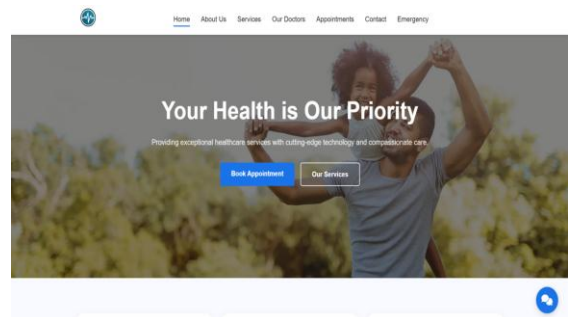 Home About Us Services Our Doctors Appointments Contact Emergency
Your Health is Our Priority
Providing exceptional healthcare services with cutting-edge technology and compassionate care.
Book Appointment Our Services